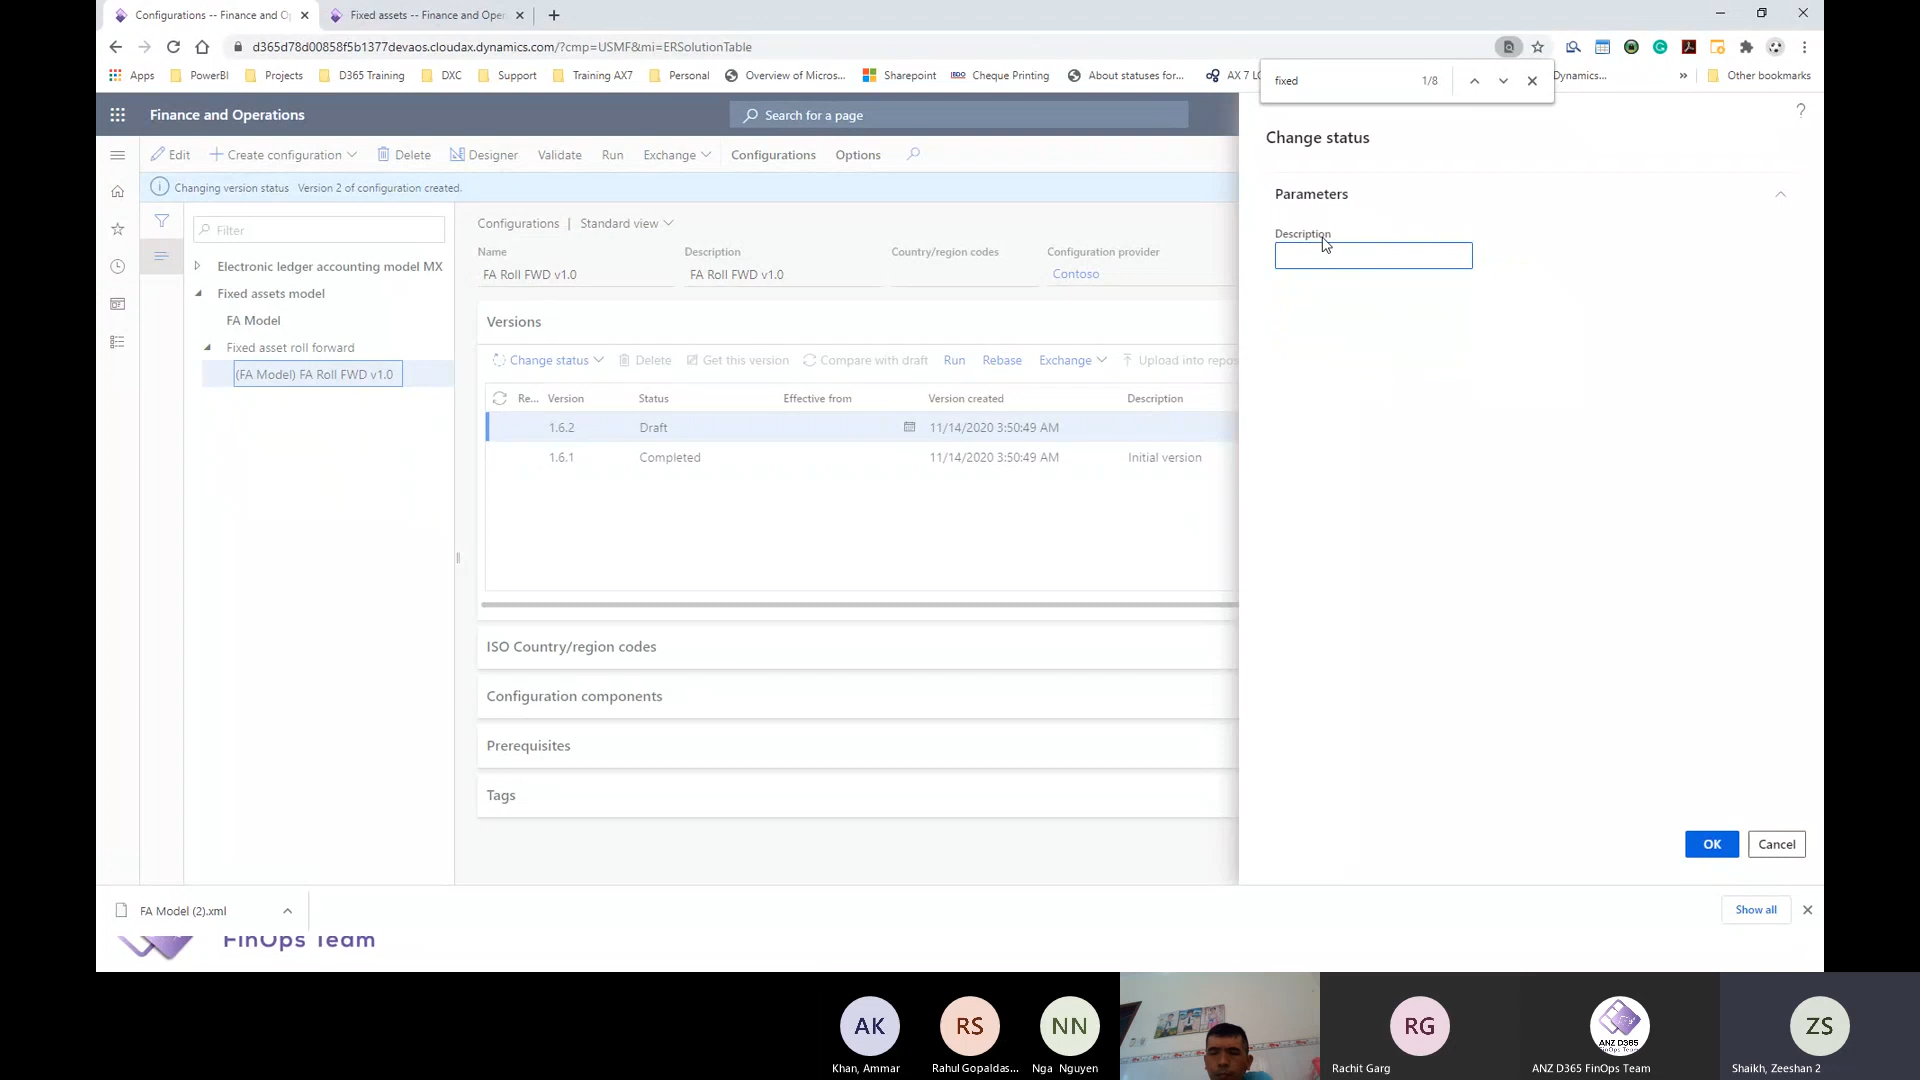 Configurations -- Finance and O
Fixed assets -- Finance and Oper
d365d78d00858f5b1377devaos.cloudax.dynamics.com/?cmp=USMF&mi=ERSolutionTable
Apps
PowerBI
Projects
D365 Training
DXC
Support
Training AX7
Personal
Overview of Micros...
Sharepoint
Cheque Printing
About statuses for...
AX 7 LC
Dynamics...
»
Other bookmarks
fixed
1/8
Finance and Operations
Search for a page
?
Edit
Create configuration
Delete
Designer
Validate
Run
Exchange
Configurations
Options
Changing version status Version 2 of configuration created.
Filter
Electronic ledger accounting model MX
Fixed assets model
FA Model
Fixed asset roll forward
(FA Model) FA Roll FWD v1.0
Configurations | Standard view
Name
Description
Country/region codes
Configuration provider
FA Roll FWD v1.0
FA Roll FWD v1.0
Contoso
Versions
Change status
Delete
Get this version
Compare with draft
Run
Rebase
Exchange
Upload into repos
Re...
Version
Status
Effective from
Version created
Description
1.6.2
Draft
11/14/2020 3:50:49 AM
1.6.1
Completed
11/14/2020 3:50:49 AM
Initial version
ISO Country/region codes
Configuration components
Prerequisites
Tags
Change status
Parameters
Description
OK
Cancel
FA Model (2).xml
Show all
FinOps Team
AK
RS
NN
RG
ANZ D365
FinOps Team
ZS
Khan, Ammar
Rahul Gopaldas...
Nga Nguyen
Rachit Garg
ANZ D365 FinOps Team
Shaikh, Zeeshan 2